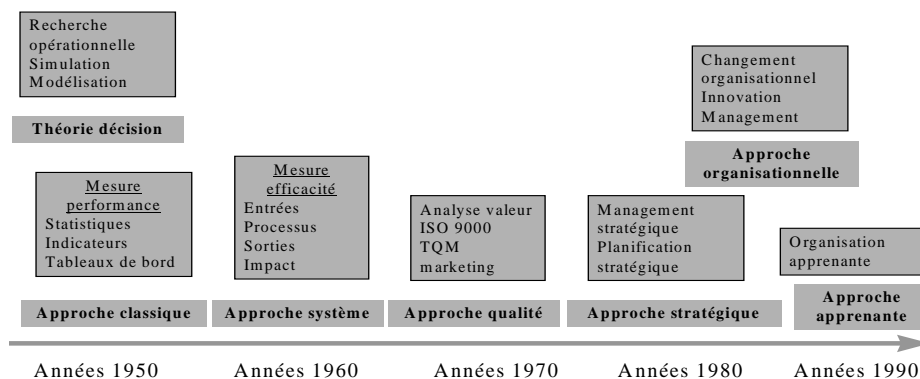 Recherche
opérationnelle
Simulation
Modélisation
Théorie décision
Changement
organisationnel
Innovation
Management
Approche
organisationnelle
Mesure
performance
Statistiques
Indicateurs
Tableaux de bord
Mesure
efficacité
Entrées
Processus
Sorties
Impact
Analyse valeur
ISO 9000
TQM
marketing
Management
stratégique
Planification
stratégique
Organisation
apprenante
Approche classique
Approche système
Approche qualité
Approche stratégique
Approche
apprenante
Années 1950
Années 1960
Années 1970
Années 1980
Années 1990